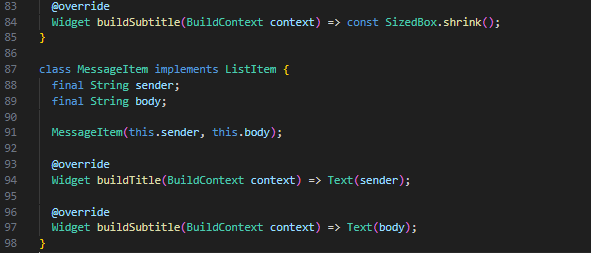 83 @override
84 Widget buildSubtitle(BuildContext context) => const SizedBox.shrink();
85 }
86
87 class MessageItem implements ListItem {
88 final String sender;
89 final String body;
90
91 MessageItem(this.sender, this.body);
92
93 @override
94 Widget buildTitle(BuildContext context) => Text(sender);
95
96 @override
97 Widget buildSubtitle(BuildContext context) => Text(body);
98 }